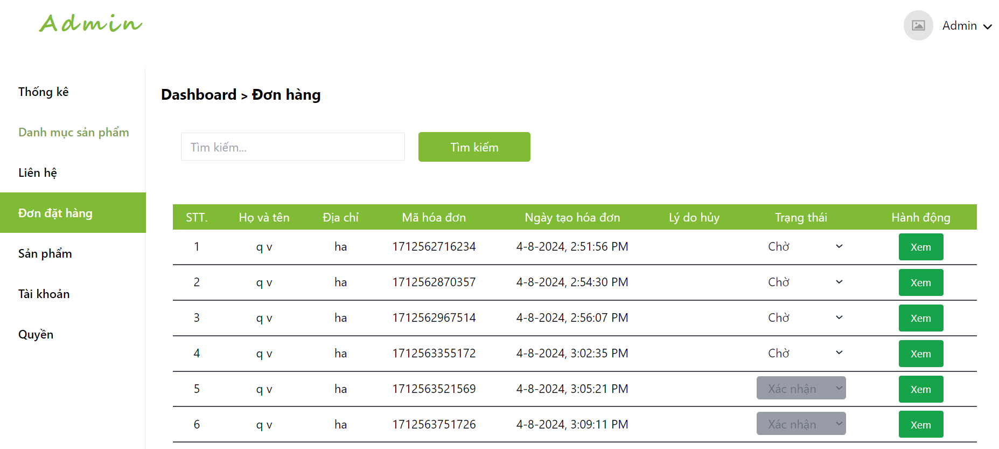 Admin
Admin
Thống kê
Danh mục sản phẩm
Liên hệ
Đơn đặt hàng
Sản phẩm
Tài khoản
Quyền
Dashboard > Đơn hàng
Tìm kiếm...
Tìm kiếm
STT. Họ và tên Địa chỉ Mã hóa đơn Ngày tạo hóa đơn Lý do hủy Trạng thái Hành động
1 q v ha 1712562716234 4-8-2024, 2:51:56 PM Chờ Xem
2 q v ha 1712562870357 4-8-2024, 2:54:30 PM Chờ Xem
3 q v ha 1712562967514 4-8-2024, 2:56:07 PM Chờ Xem
4 q v ha 1712563355172 4-8-2024, 3:02:35 PM Chờ Xem
5 q v ha 1712563521569 4-8-2024, 3:05:21 PM Xác nhận Xem
6 q v ha 1712563751726 4-8-2024, 3:09:11 PM Xác nhận Xem